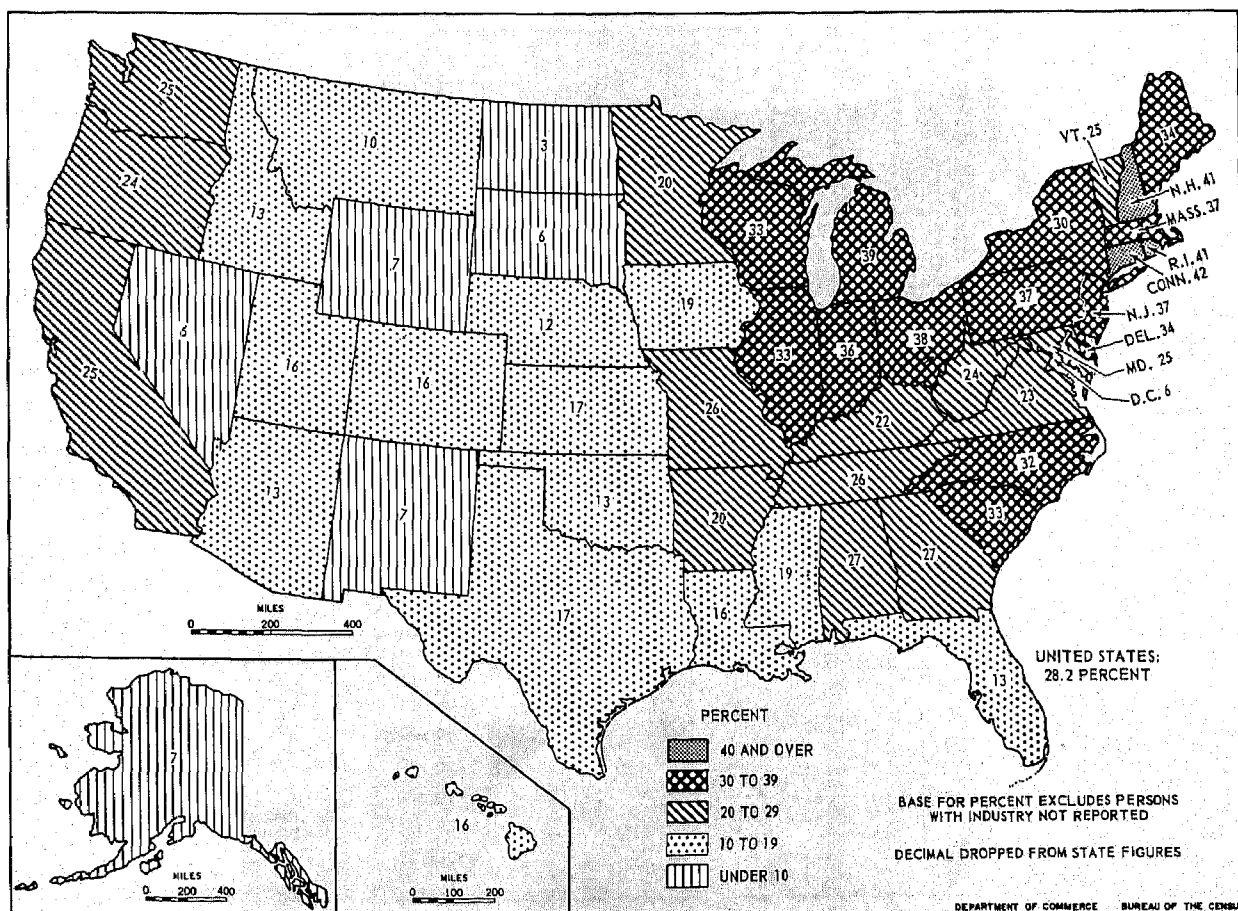 25
24
25
6
13
10
7
16
13
16
7
3
6
12
17
13
17
20
19
26
20
16
33
33
36
39
38
22
26
19
27
27
24
23
32
33
13
37
30
34
VT. 25
N.H. 41
MASS. 37
R.I. 41
CONN. 42
N.J. 37
DEL. 34
MD. 25
D.C. 6
MILES
0 200 400
UNITED STATES:
28.2 PERCENT
PERCENT
40 AND OVER
30 TO 39
20 TO 29
10 TO 19
UNDER 10
BASE FOR PERCENT EXCLUDES PERSONS
WITH INDUSTRY NOT REPORTED
DECIMAL DROPPED FROM STATE FIGURES
7
MILES
0 200 400
16
MILES
0 100 200
DEPARTMENT OF COMMERCE BUREAU OF THE CENSU